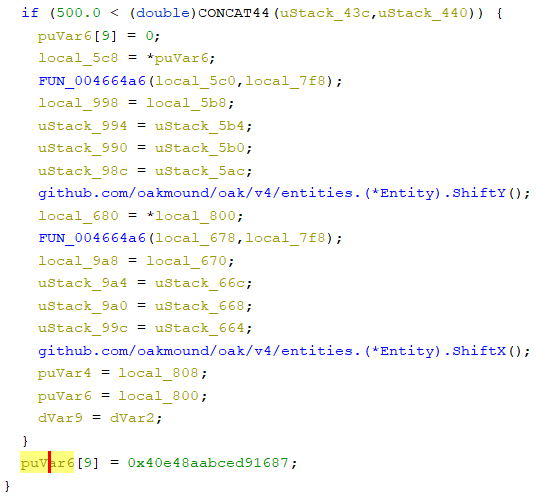 if (500.0 < (double)CONCAT44(uStack_43c,uStack_440)) {
puVar6[9] = 0;
local_5c8 = *puVar6;
FUN_004664a6(local_5c0,local_7f8);
local_998 = local_5b8;
uStack_994 = uStack_5b4;
uStack_990 = uStack_5b0;
uStack_98c = uStack_5ac;
github.com/oakmound/oak/v4/entities.(*Entity).ShiftY();
local_680 = *local_800;
FUN_004664a6(local_678,local_7f8);
local_9a8 = local_670;
uStack_9a4 = uStack_66c;
uStack_9a0 = uStack_668;
uStack_99c = uStack_664;
github.com/oakmound/oak/v4/entities.(*Entity).ShiftX();
puVar4 = local_808;
puVar6 = local_800;
dVar9 = dVar2;
}
puVar6[9] = 0x40e48aabced91687;
}